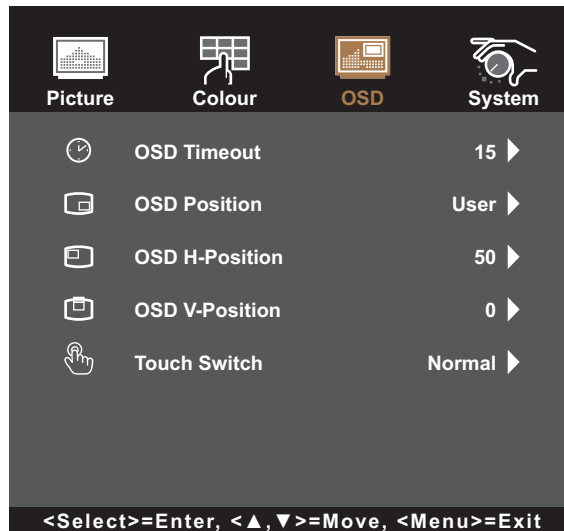 Picture Colour OSD System
OSD Timeout 15
OSD Position User
OSD H-Position 50
OSD V-Position 0
Touch Switch Normal
<Select>=Enter, <▲,▼>=Move, <Menu>=Exit